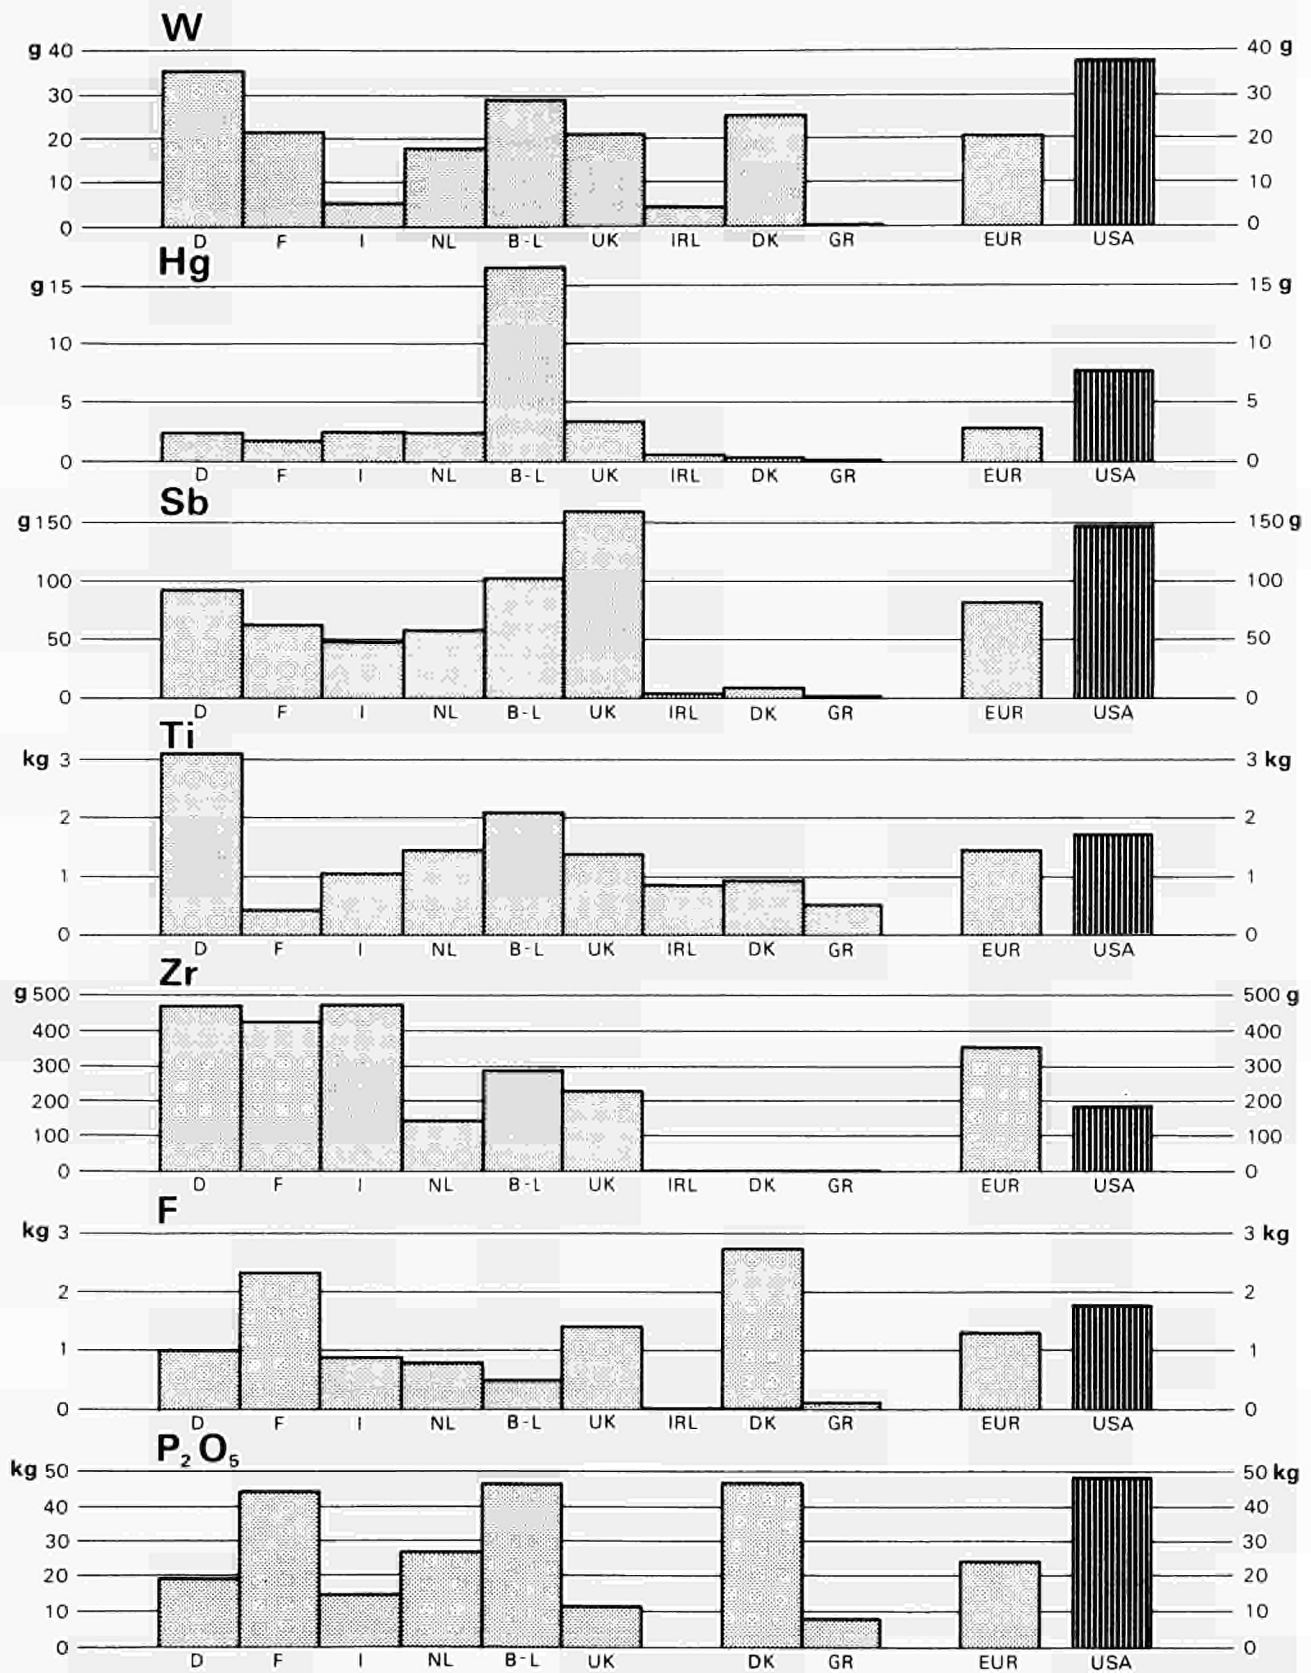 W
g 40 40 g
30 30
20 20
10 10
0 0
D F I NL B-L UK IRL DK GR EUR USA
Hg
g 15 15 g
10 10
5 5
0 0
D F I NL B-L UK IRL DK GR EUR USA
Sb
g 150 150 g
100 100
50 50
0 0
D F I NL B-L UK IRL DK GR EUR USA
Ti
kg 3 3 kg
2 2
1 1
0 0
D F I NL B-L UK IRL DK GR EUR USA
Zr
g 500 500 g
400 400
300 300
200 200
100 100
0 0
D F I NL B-L UK IRL DK GR EUR USA
F
kg 3 3 kg
2 2
1 1
0 0
D F I NL B-L UK IRL DK GR EUR USA
P₂O₅
kg 50 50 kg
40 40
30 30
20 20
10 10
0 0
D F I NL B-L UK DK GR EUR USA